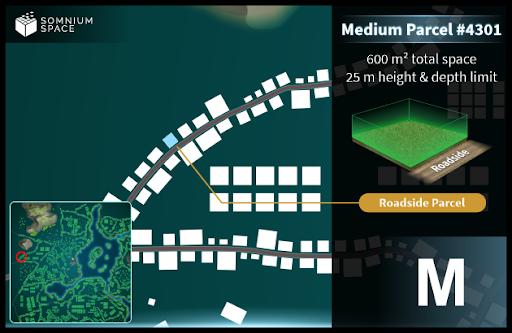 SOMNIUM
SPACE
Medium Parcel #4301
600 m² total space
25 m height & depth limit
Roadside
Roadside Parcel
M